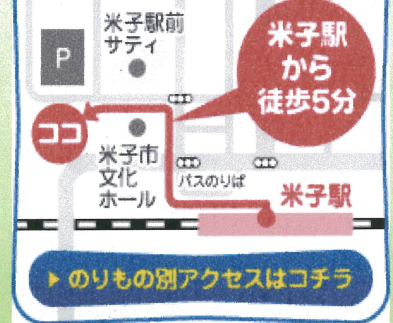 米子駅前
サティ
P
米子駅
から
徒歩5分
ココ
米子市
文化
ホール
バスのりば
米子駅
▶ のりもの別アクセスはコチラ